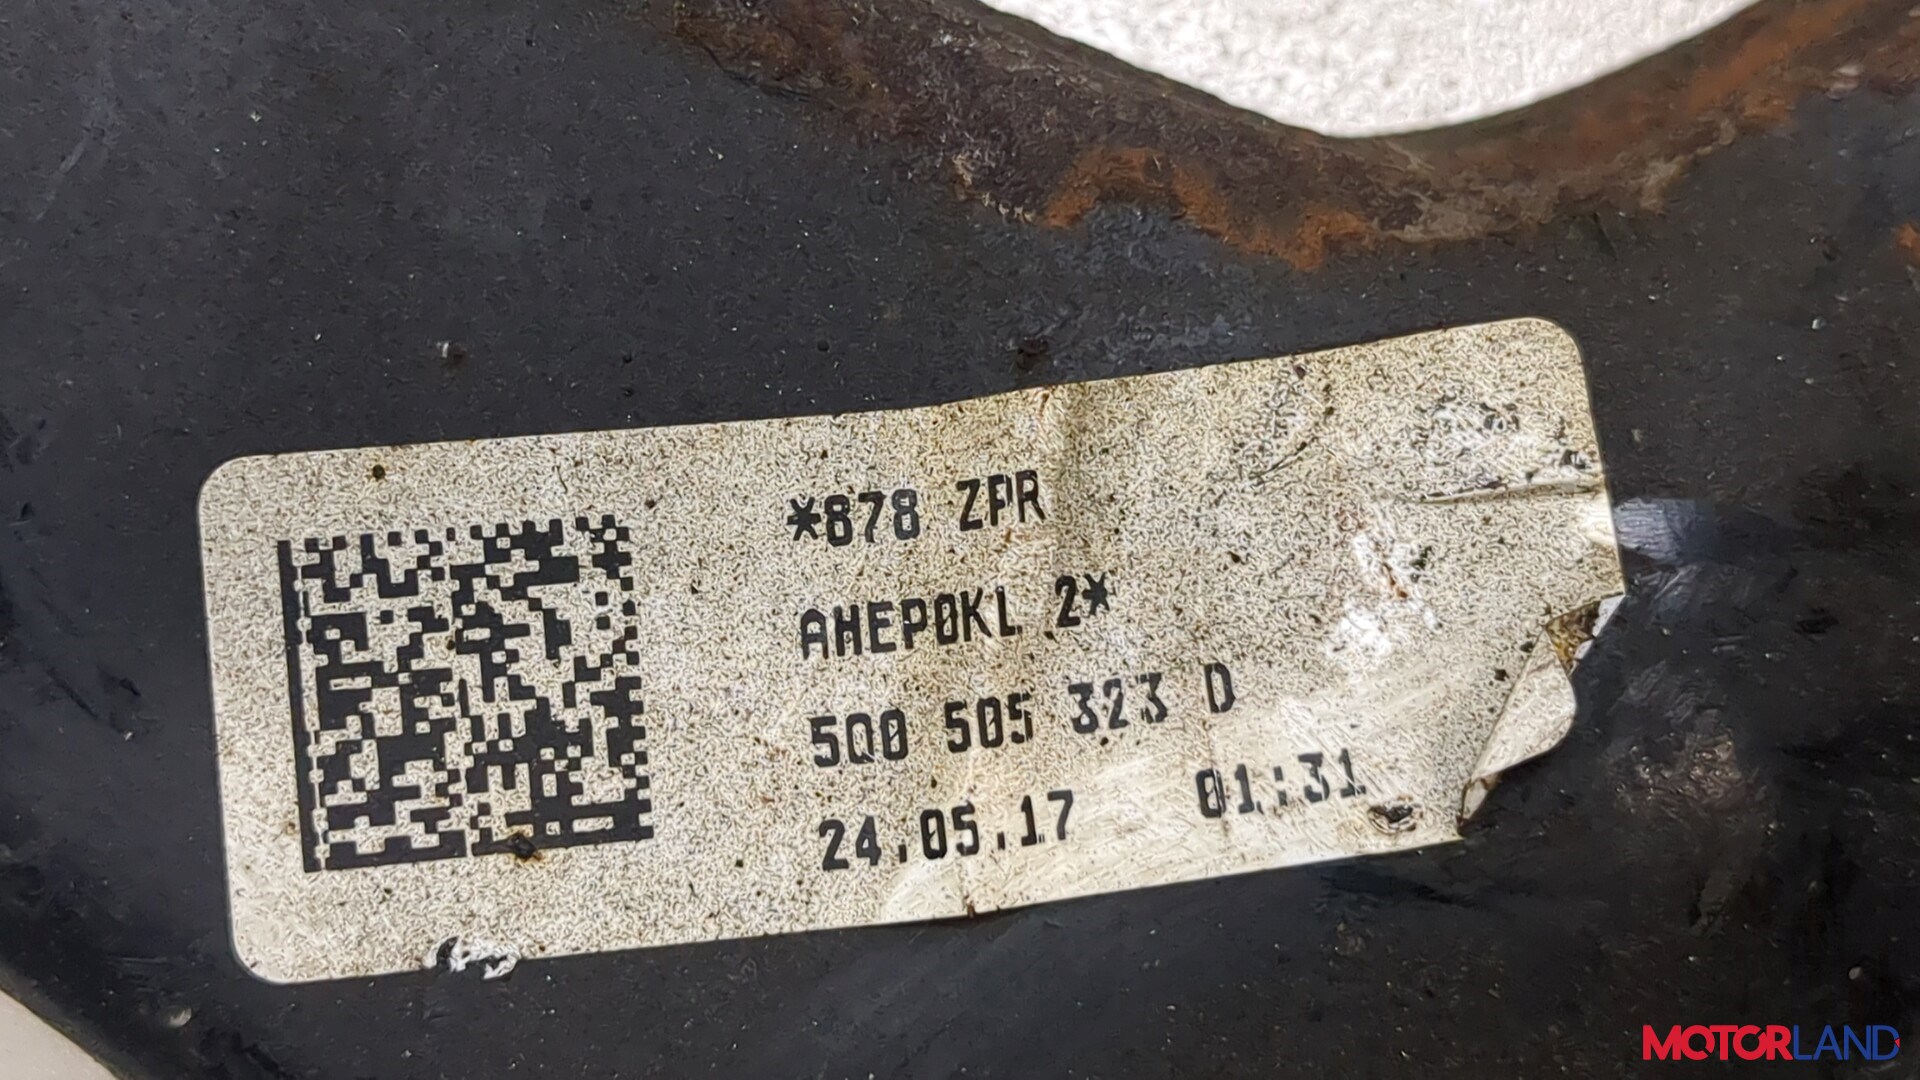 *878 ZPR
AHEP0KL 2*
5Q0 505 323 D
24.05.17 01:31
MOTORLAND